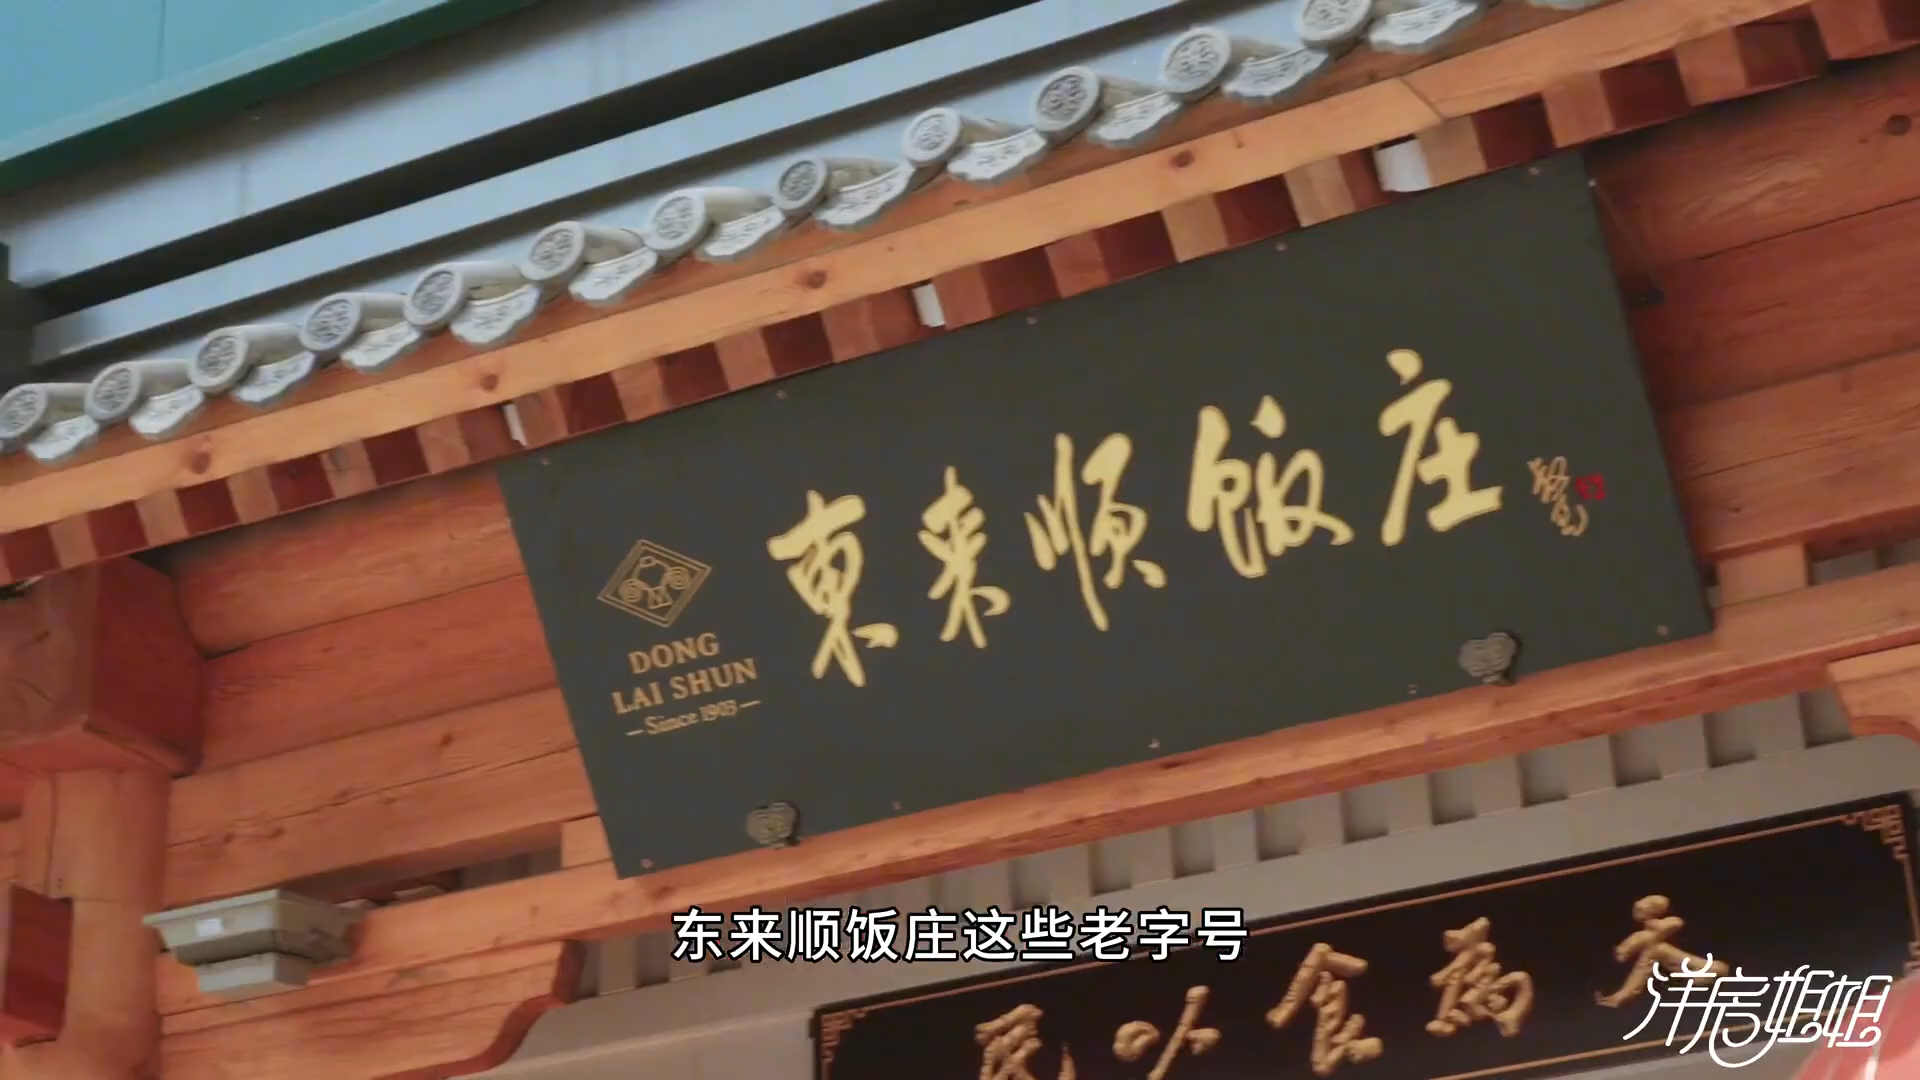 東来顺饭庄
DONG
LAI SHUN
—Since 1903—
东来顺饭庄这些老字号
民以食為天
洋房姐姐